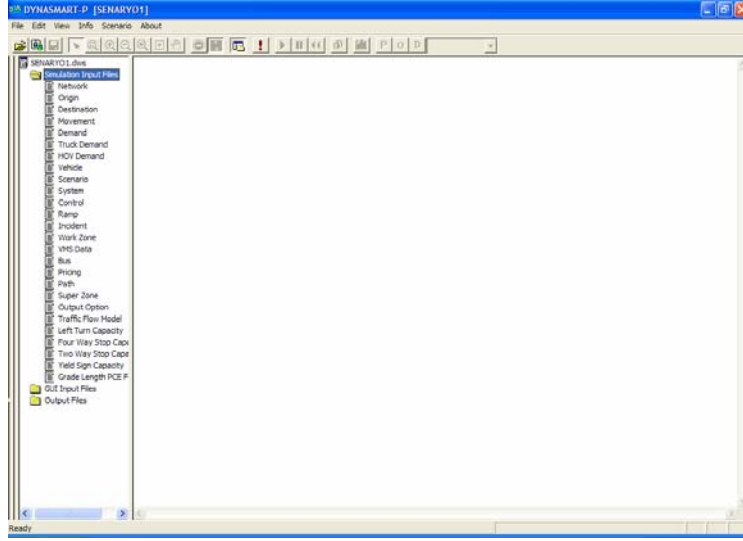 DYNASMART-P [SENARYO1]
File Edit View Info Scenario About
P O D
SENARYO1.dws
Simulation Input Files
Network
Origin
Destination
Movement
Demand
Truck Demand
HOV Demand
Vehicle
Scenario
System
Control
Ramp
Incident
Work Zone
VMS Data
Bus
Pricing
Path
Super Zone
Output Option
Traffic Flow Model
Left Turn Capacity
Four Way Stop Capa
Two Way Stop Capa
Yield Sign Capacity
Grade Length PCE F
GUI Input Files
Output Files
Ready